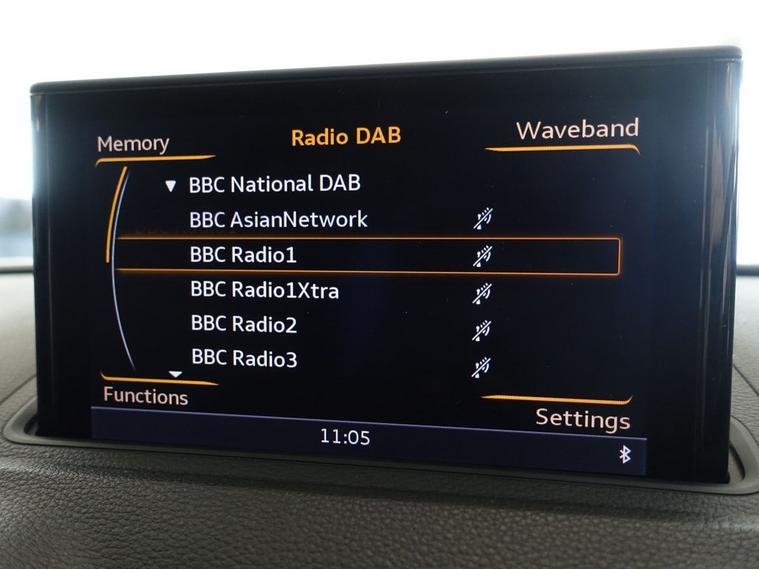 Memory
Radio DAB
Waveband
BBC National DAB
BBC AsianNetwork
BBC Radio1
BBC Radio1Xtra
BBC Radio2
BBC Radio3
Functions
Settings
11:05